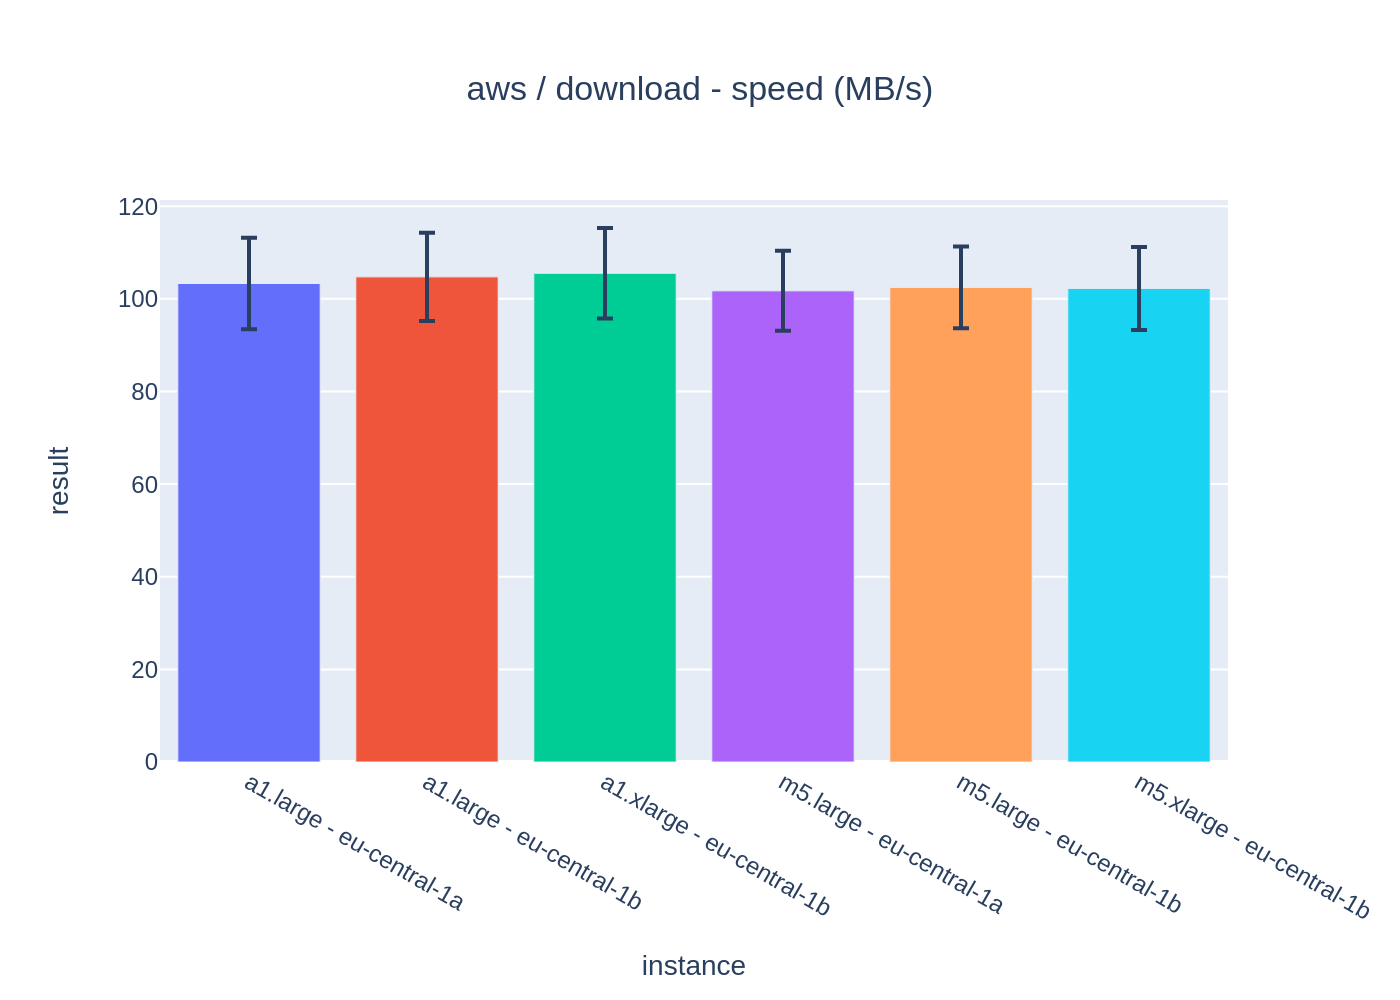 aws / download - speed (MB/s)
120
100
80
60
40
20
0
result
a1.large - eu-central-1a
a1.large - eu-central-1b
a1.xlarge - eu-central-1b
m5.large - eu-central-1a
m5.large - eu-central-1b
m5.xlarge - eu-central-1b
instance